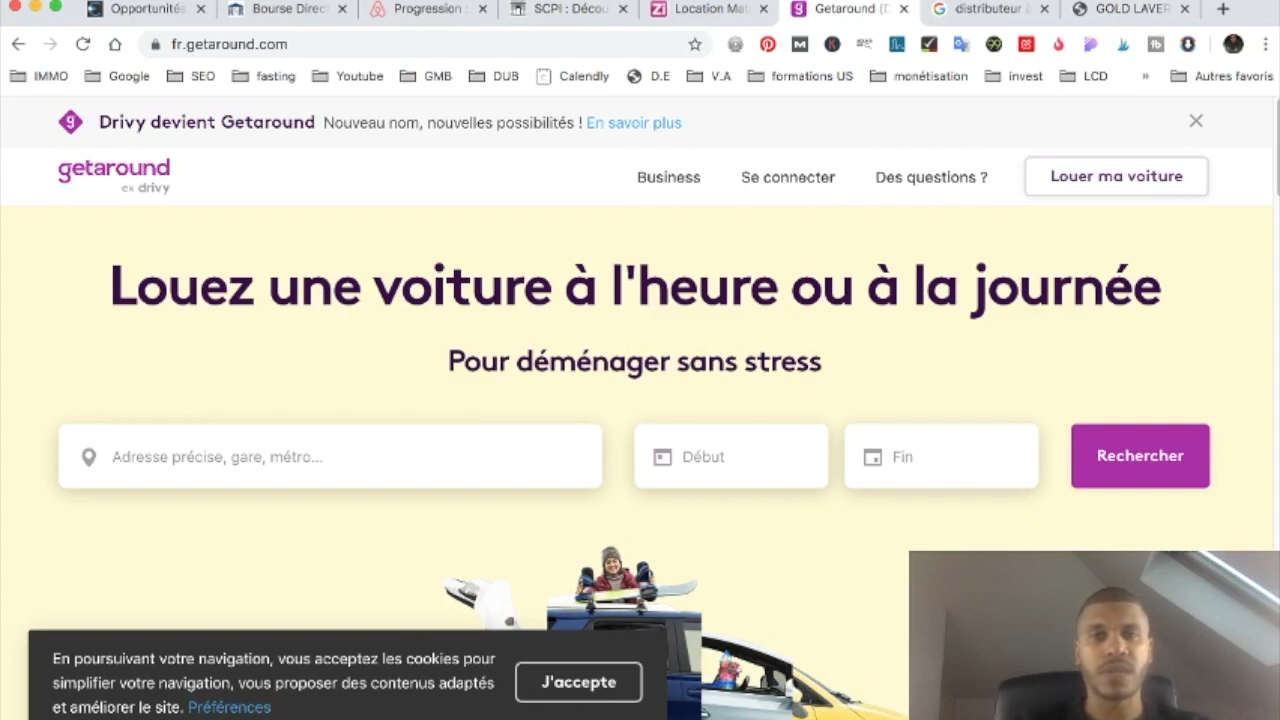 Opportunités
Bourse Direc
Progression :
SCPI : Décou
Location Mat
Getaround (D
distributeur
GOLD LAVER
fr.getaround.com
IMMO
Google
SEO
fasting
Youtube
GMB
DUB
Calendly
D.E
V.A
formations US
monétisation
invest
LCD
»
Autres favoris
Drivy devient Getaround Nouveau nom, nouvelles possibilités ! En savoir plus
getaround
ex drivy
Business
Se connecter
Des questions ?
Louer ma voiture
Louez une voiture à l'heure ou à la journée
Pour déménager sans stress
Adresse précise, gare, métro...
Début
Fin
Rechercher
En poursuivant votre navigation, vous acceptez les cookies pour
simplifier votre navigation, vous proposer des contenus adaptés
et améliorer le site. Préférences
J'accepte